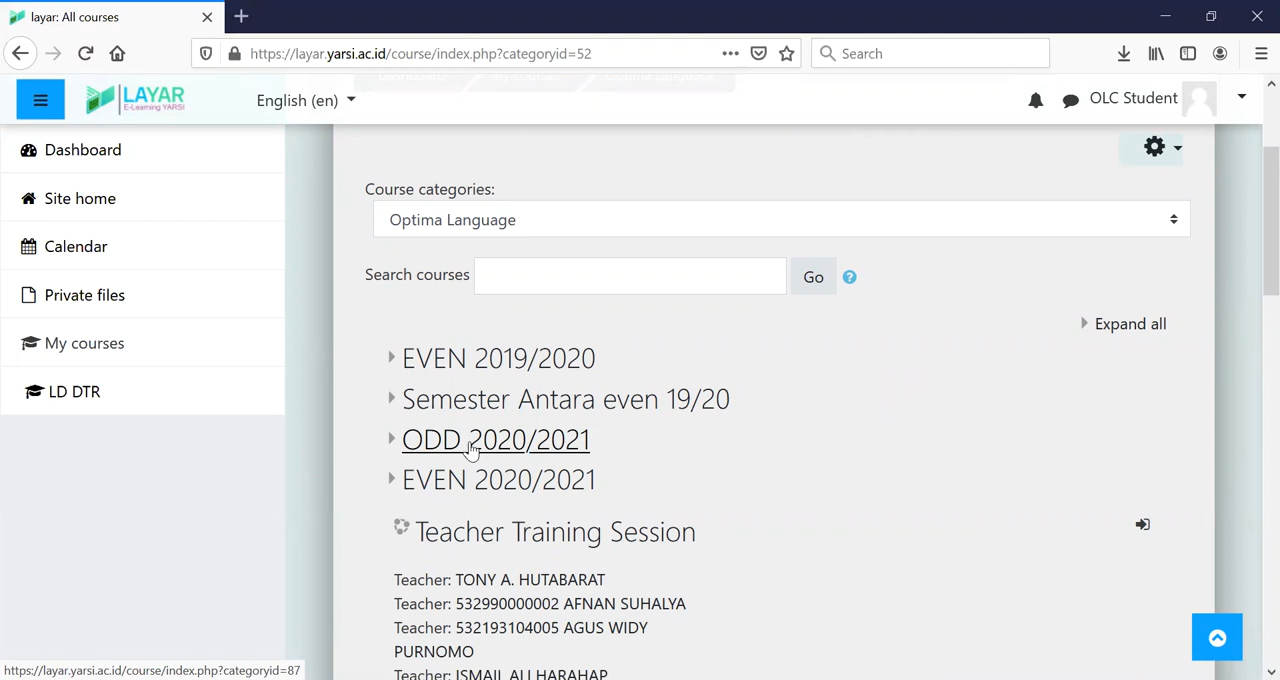 layar: All courses
https://layar.yarsi.ac.id/course/index.php?categoryid=52
Search
LAYAR
E-Learning YARSI
English (en)
OLC Student
Dashboard
Site home
Calendar
Private files
My courses
LD DTR
Course categories:
Optima Language
Search courses
Go
Expand all
EVEN 2019/2020
Semester Antara even 19/20
ODD 2020/2021
EVEN 2020/2021
Teacher Training Session
Teacher: TONY A. HUTABARAT
Teacher: 532990000002 AFNAN SUHALYA
Teacher: 532193104005 AGUS WIDY
PURNOMO
Teacher: ISMAIL ALI HARAHAP
https://layar.yarsi.ac.id/course/index.php?categoryid=87